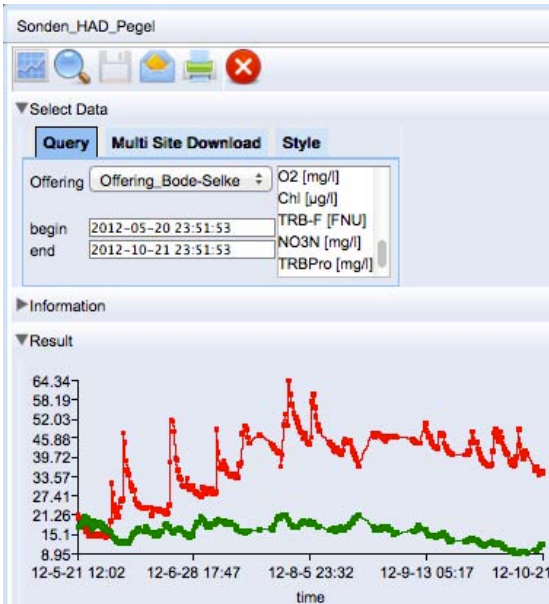 Sonden_HAD_Pegel
Select Data
Query Multi Site Download Style
Offering Offering_Bode-Selke
O2 [mg/l]
Chl [µg/l]
TRB-F [FNU]
NO3N [mg/l]
TRBPro [mg/l]
begin 2012-05-20 23:51:53
end 2012-10-21 23:51:53
Information
Result
64.34
58.19
52.03
45.88
39.72
33.57
27.41
21.26
15.1
8.95
12-5-21 12:02 12-6-28 17:47 12-8-5 23:32 12-9-13 05:17 12-10-21
time